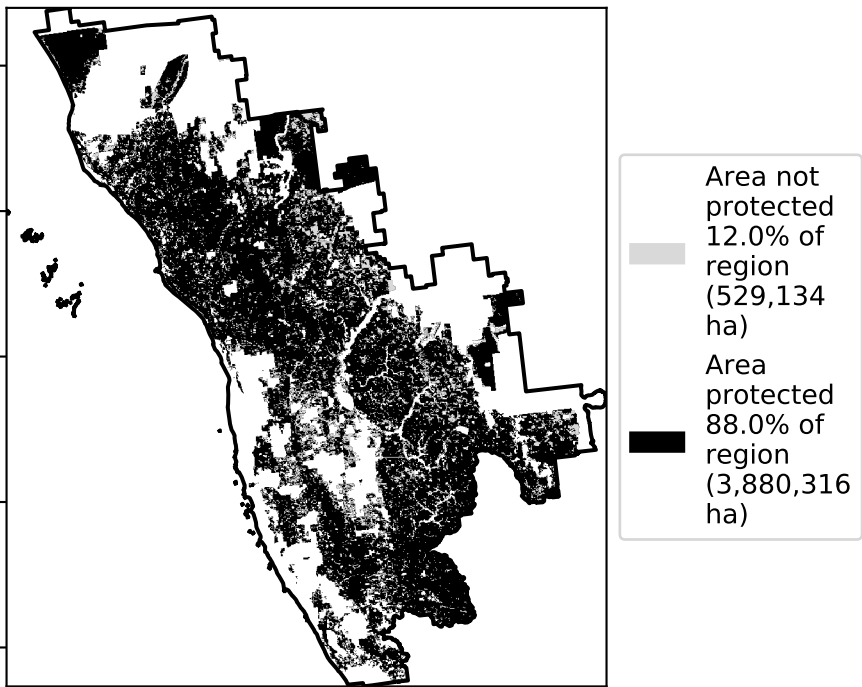 Area not
protected
12.0% of
region
(529,134
ha)
Area
protected
88.0% of
region
(3,880,316
ha)